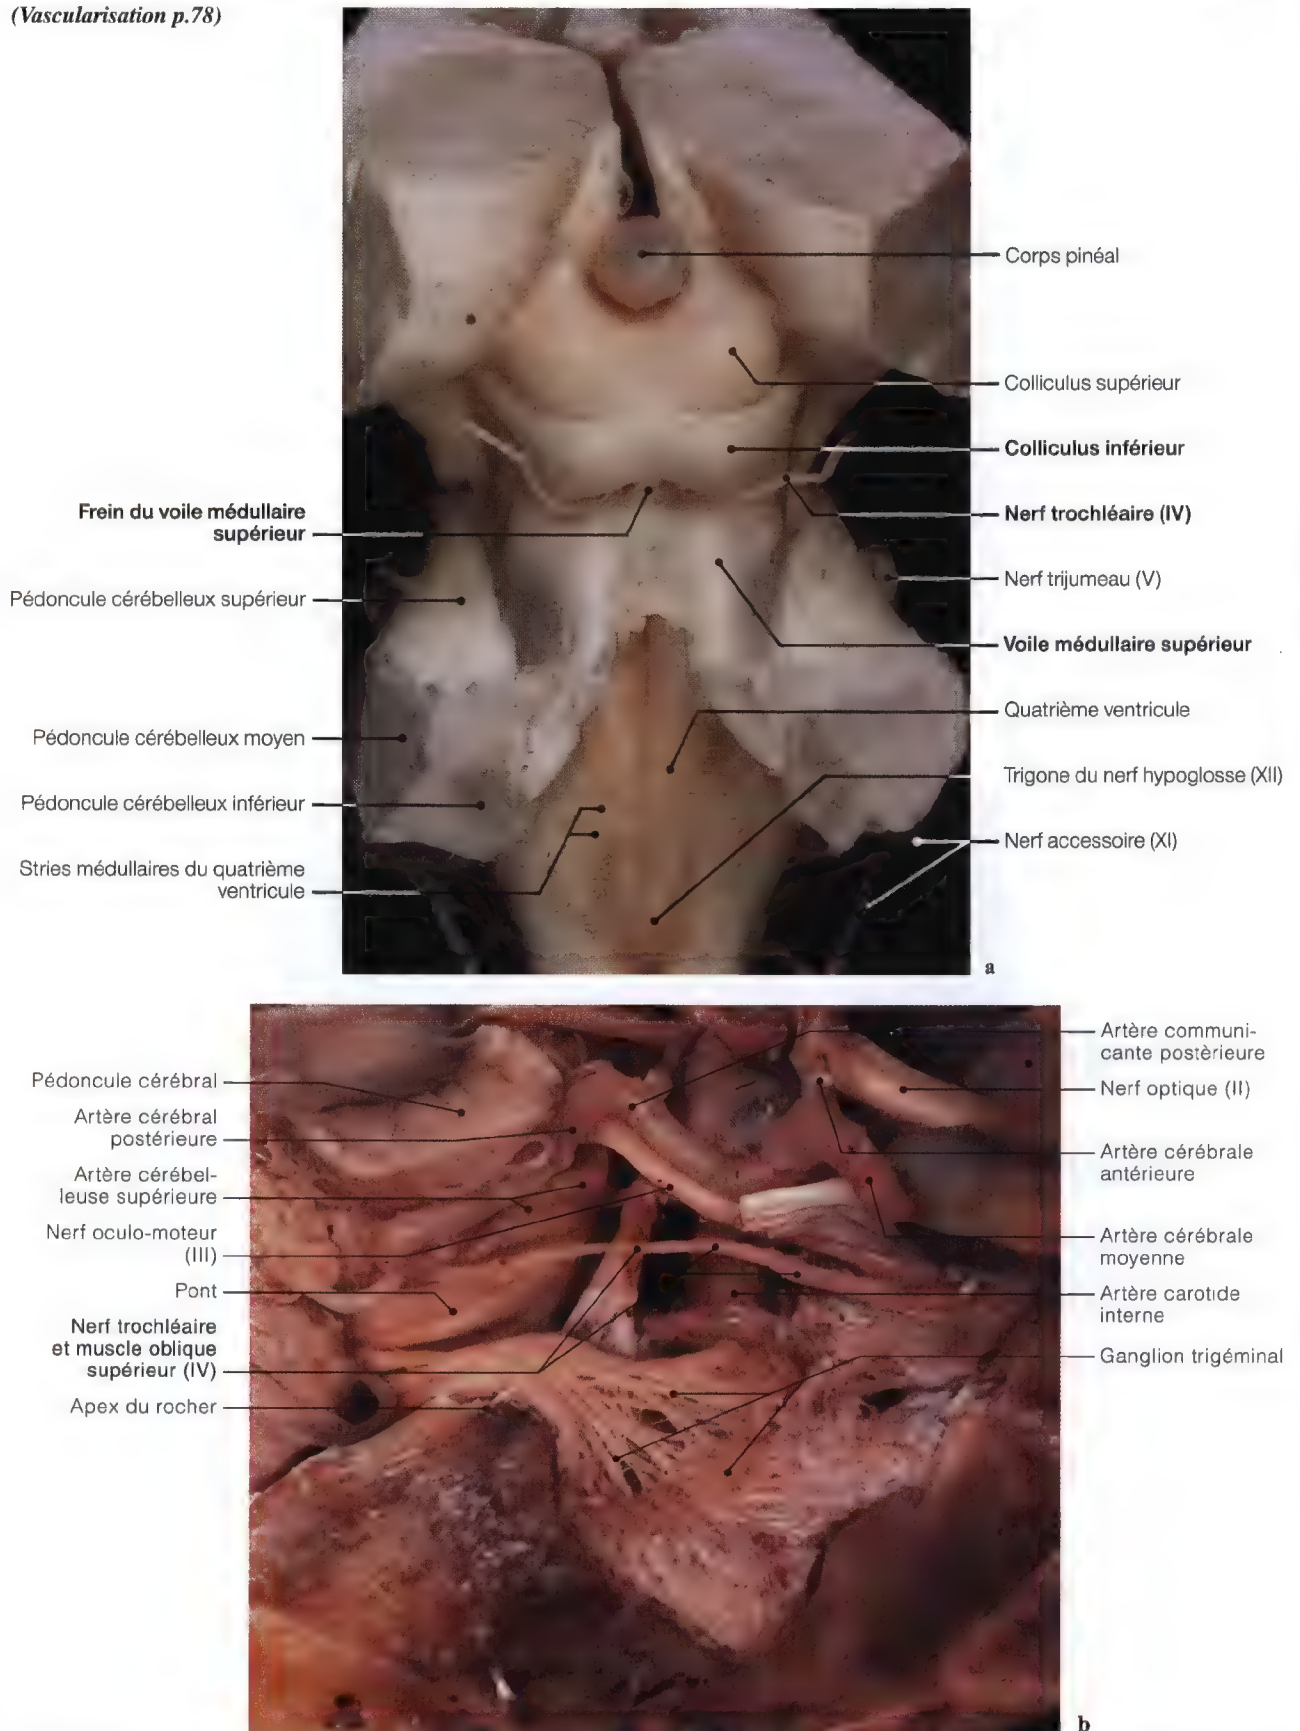 (Vascularisation p.78)
Corps pinéal
Colliculus supérieur
Colliculus inférieur
Nerf trochléaire (IV)
Nerf trijumeau (V)
Voile médullaire supérieur
Quatrième ventricule
Trigone du nerf hypoglosse (XII)
Nerf accessoire (XI)
Frein du voile médullaire
supérieur
Pédoncule cérébelleux supérieur
Pédoncule cérébelleux moyen
Pédoncule cérébelleux inférieur
Stries médullaires du quatrième
ventricule
a
Pédoncule cérébral
Artère cérébral
postérieure
Artère cérébel-
leuse supérieure
Nerf oculo-moteur
(III)
Pont
Nerf trochléaire
et muscle oblique
supérieur (IV)
Apex du rocher
Artère communi-
cante postèrieure
Nerf optique (II)
Artère cérébrale
antérieure
Artère cérébrale
moyenne
Artère carotide
interne
Ganglion trigéminal
b